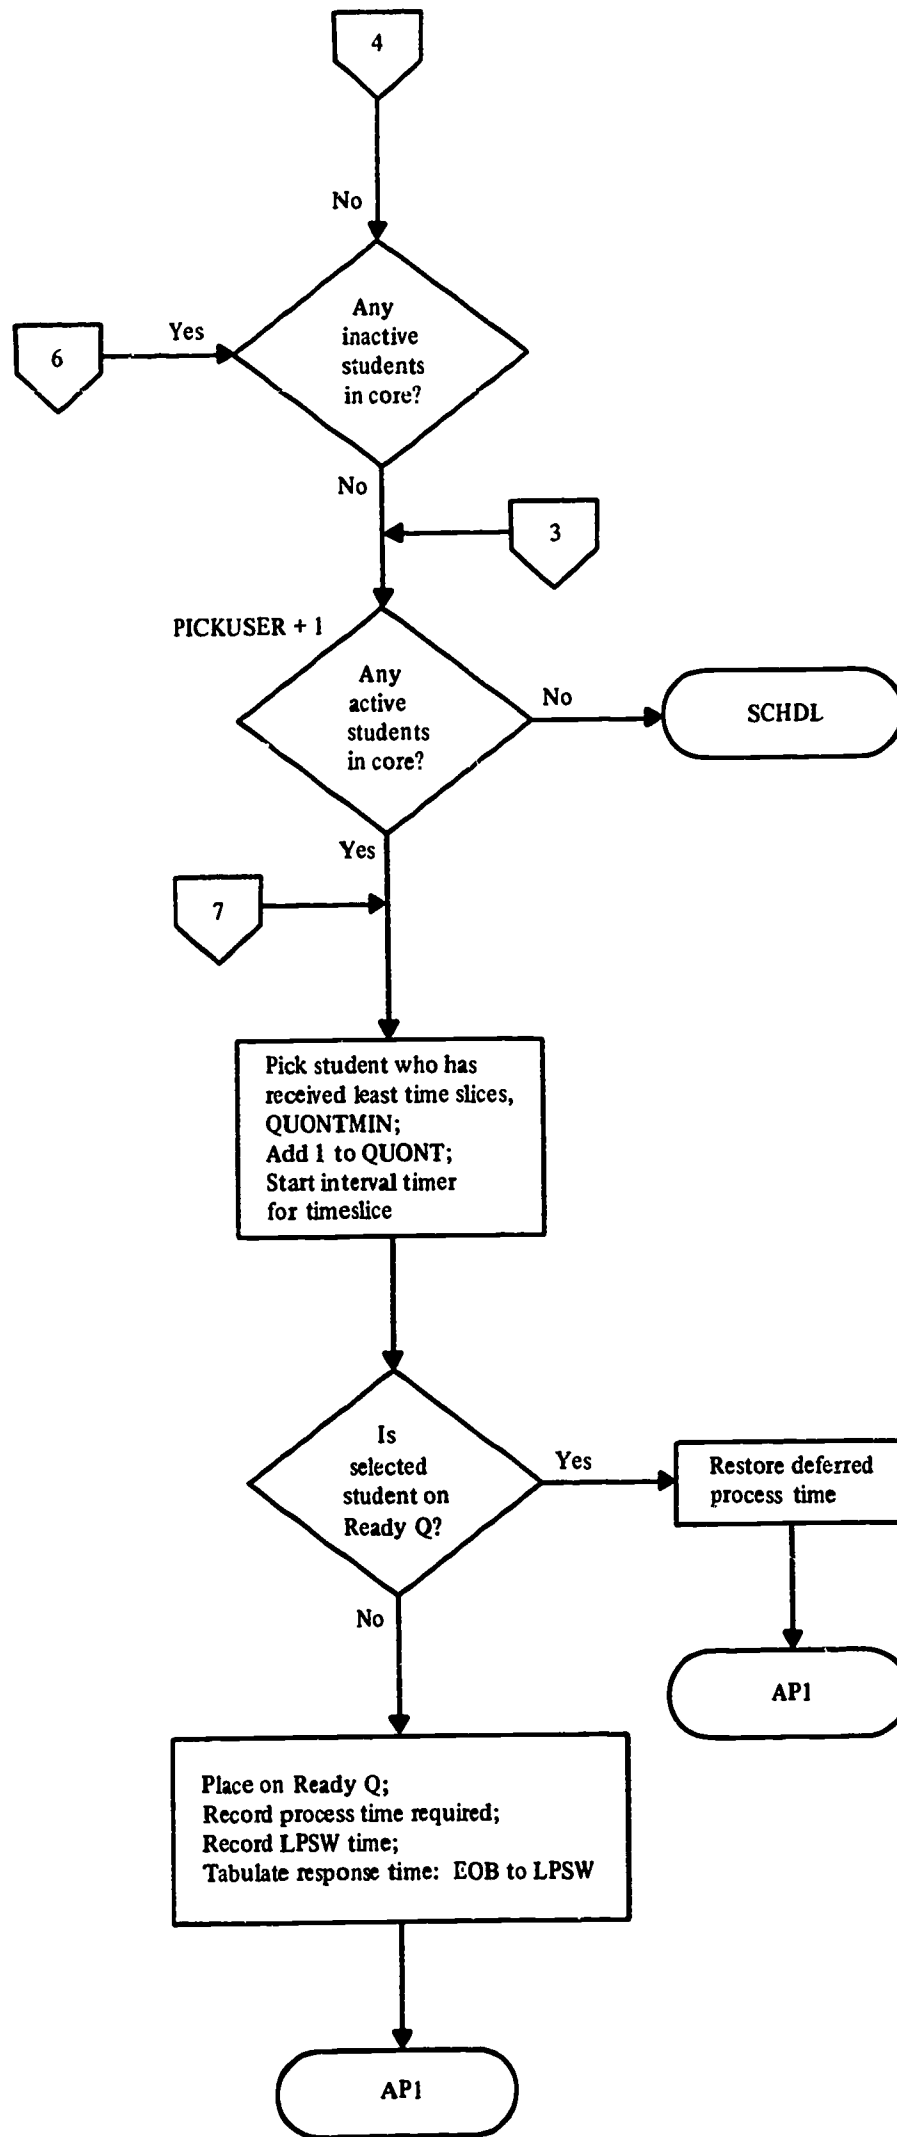 4
No
Any
inactive
students
in core?
Yes
6
No
3
PICKUSER + 1
Any
active
students
in core?
No
SCHDL
Yes
7
Pick student who has
received least time slices,
QUONTMIN;
Add 1 to QUONT;
Start interval timer
for timeslice
Is
selected
student on
Ready Q?
Yes
Restore deferred
process time
AP1
No
Place on Ready Q;
Record process time required;
Record LPSW time;
Tabulate response time: EOB to LPSW
AP1